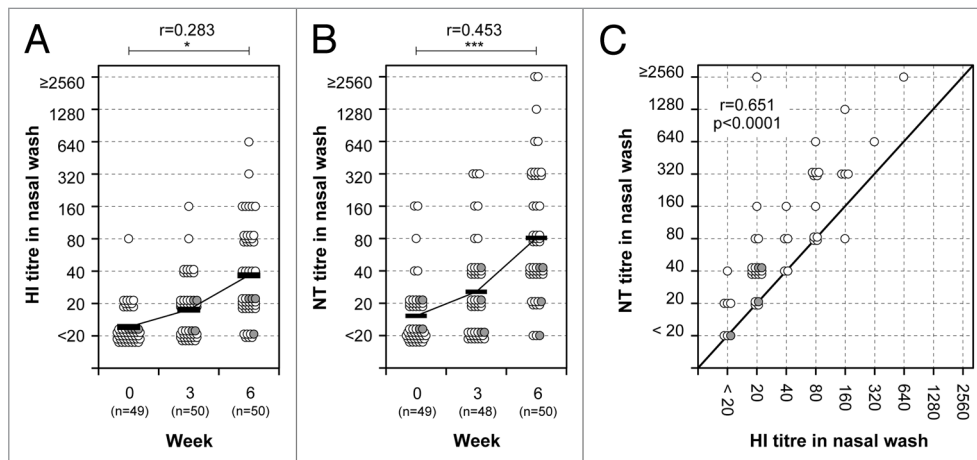 A
r=0.283
*
HI titre in nasal wash
≥2560
1280
640
320
160
80
40
20
<20
0 3 6
(n=49) (n=50) (n=50)
Week
B
r=0.453
***
NT titre in nasal wash
≥2560
1280
640
320
160
80
40
20
<20
0 3 6
(n=49) (n=48) (n=50)
Week
C
r=0.651
p<0.0001
NT titre in nasal wash
≥2560
1280
640
320
160
80
40
20
< 20
< 20 20 40 80 160 320 640 1280 2560
HI titre in nasal wash